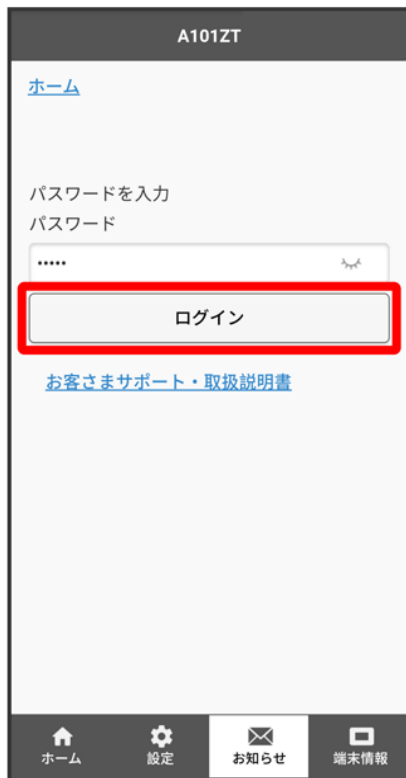 A101ZT
ホーム
パスワードを入力
パスワード
•••••
ログイン
お客さまサポート・取扱説明書
ホーム
設定
お知らせ
端末情報